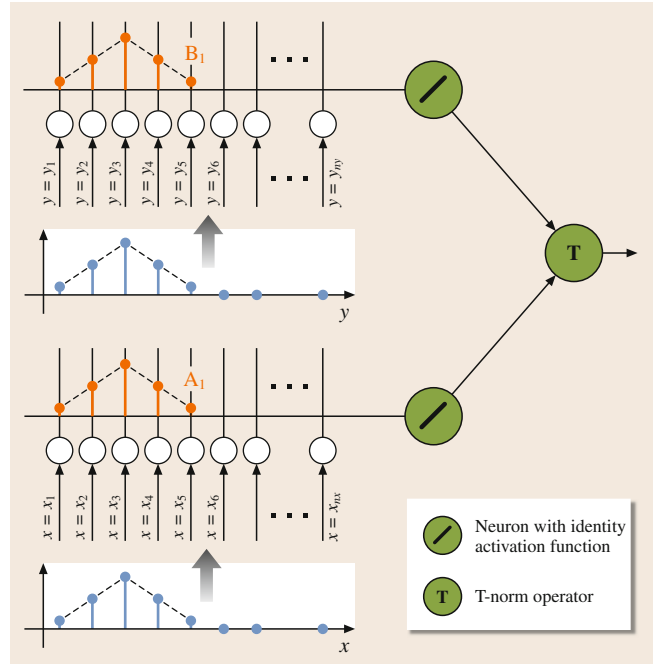 B₁
. . .
y = y₁
y = y₂
y = y₃
y = y₄
y = y₅
y = y₆
. . .
y = yₙy
T
y
A₁
. . .
x = x₁
x = x₂
x = x₃
x = x₄
x = x₅
x = x₆
. . .
x = xₙₓ
x
Neuron with identity
activation function
T T-norm operator